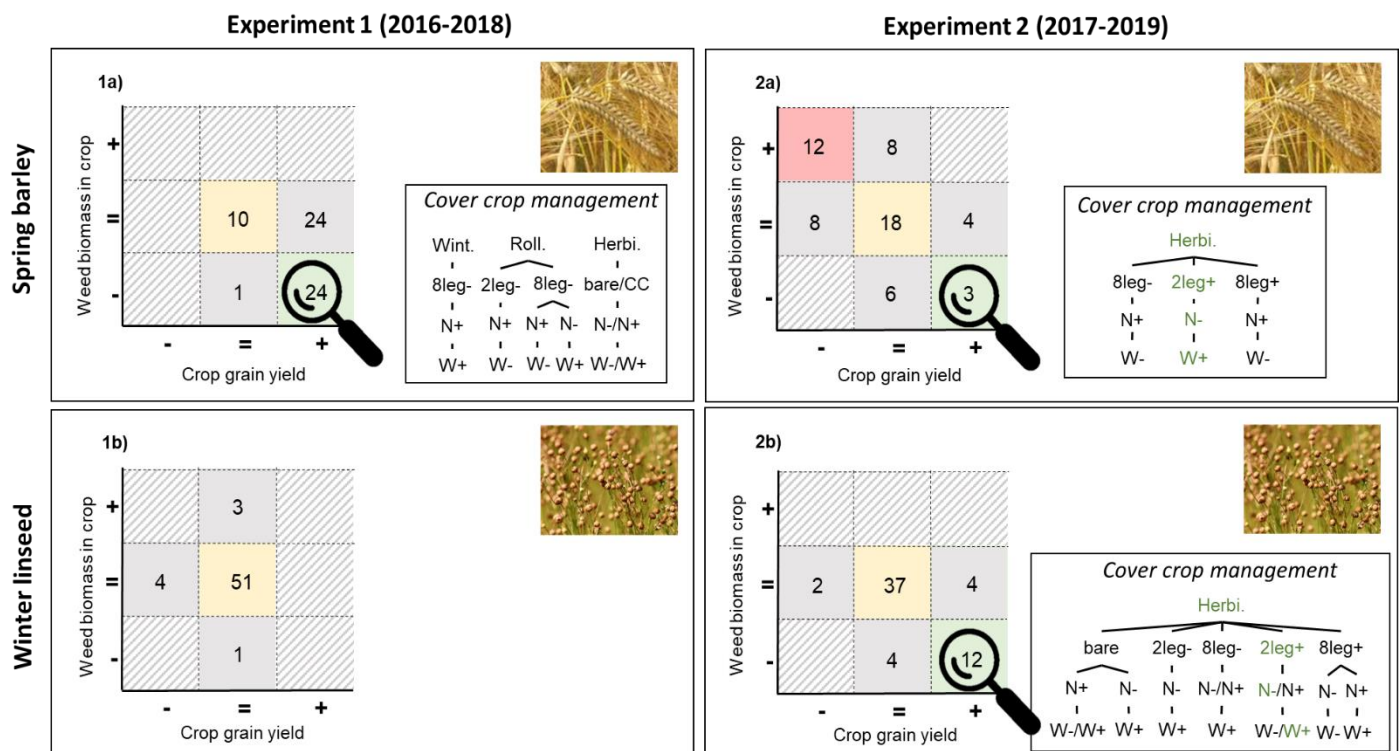 Experiment 1 (2016-2018)
Experiment 2 (2017-2019)
Spring barley
1a)
Weed biomass in crop
+
=
-
10
24
1
24
-
=
+
Crop grain yield
Cover crop management
Wint. Roll. Herbi.
8leg- 2leg- 8leg- bare/CC
N+ N+ N+ N- N-/N+
W+ W- W- W+ W-/W+
2a)
Weed biomass in crop
+
=
-
12
8
8
18
4
6
3
-
=
+
Crop grain yield
Cover crop management
Herbi.
8leg- 2leg+ 8leg+
N+ N- N+
W- W+ W-
Winter linseed
1b)
Weed biomass in crop
+
=
-
3
4
51
1
-
=
+
Crop grain yield
2b)
Weed biomass in crop
+
=
-
2
37
4
4
12
-
=
+
Crop grain yield
Cover crop management
Herbi.
bare 2leg- 8leg- 2leg+ 8leg+
N+ N- N- N-/N+ N-/N+ N- N+
W-/W+ W+ W+ W+ W-/W+ W- W+